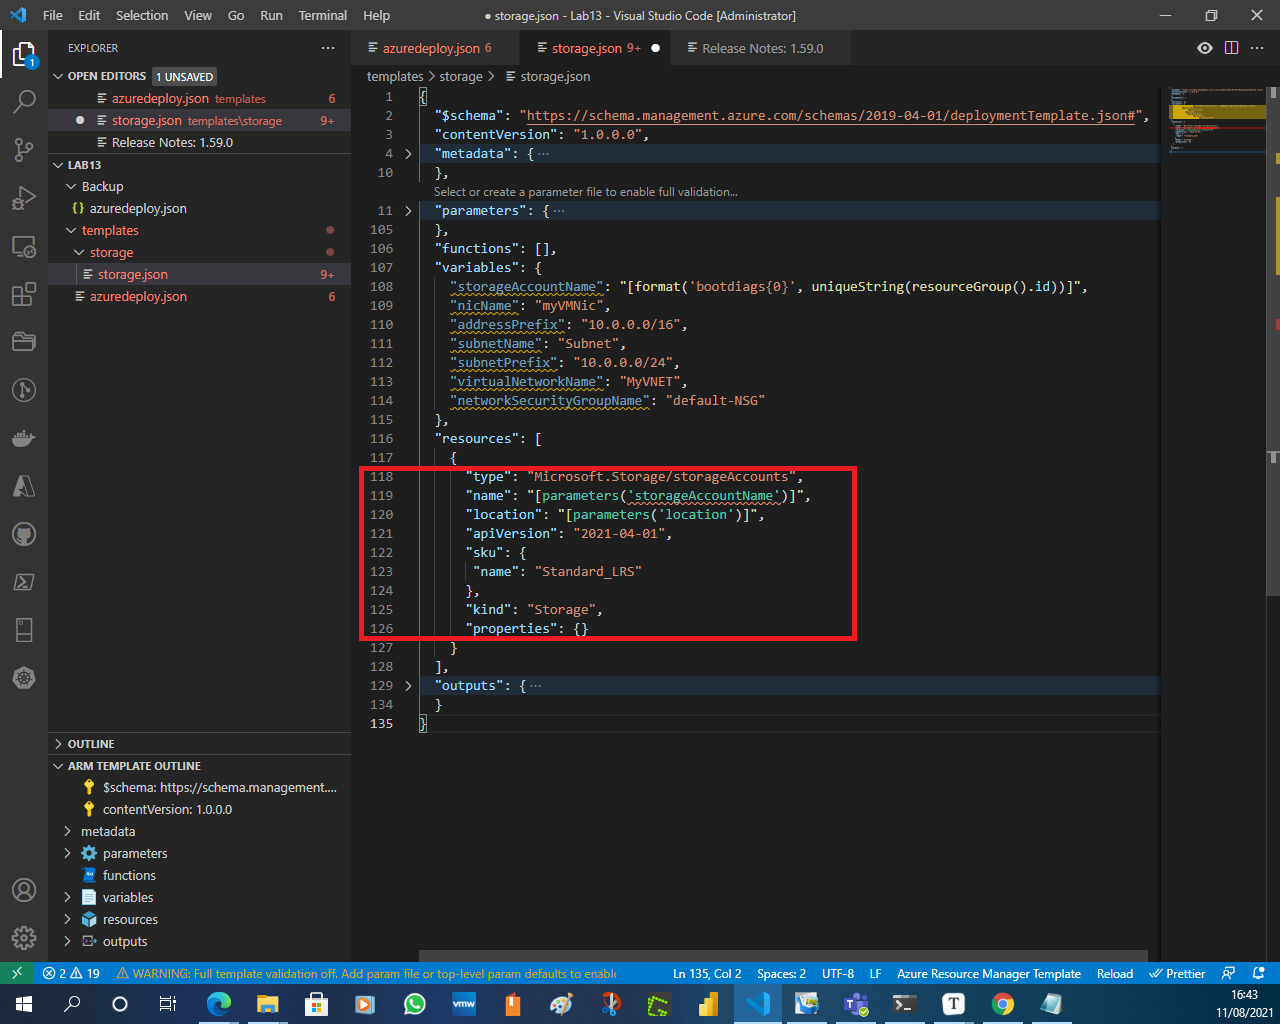 File Edit Selection View Go Run Terminal Help
● storage.json - Lab13 - Visual Studio Code [Administrator]
EXPLORER
OPEN EDITORS 1 UNSAVED
azuredeploy.json templates 6
storage.json templates\storage 9+
Release Notes: 1.59.0
LAB13
Backup
azuredeploy.json
templates
storage
storage.json 9+
azuredeploy.json 6
OUTLINE
ARM TEMPLATE OUTLINE
$schema: https://schema.management....
contentVersion: 1.0.0.0
metadata
parameters
functions
variables
resources
outputs
azuredeploy.json 6
storage.json 9+
Release Notes: 1.59.0
templates > storage > storage.json
1 {
2 "$schema": "https://schema.management.azure.com/schemas/2019-04-01/deploymentTemplate.json#",
3 "contentVersion": "1.0.0.0",
4 "metadata": { ...
10 },
Select or create a parameter file to enable full validation...
11 "parameters": { ...
105 },
106 "functions": [],
107 "variables": {
108 "storageAccountName": "[format('bootdiags{0}', uniqueString(resourceGroup().id))]",
109 "nicName": "myVMNic",
110 "addressPrefix": "10.0.0.0/16",
111 "subnetName": "Subnet",
112 "subnetPrefix": "10.0.0.0/24",
113 "virtualNetworkName": "MyVNET",
114 "networkSecurityGroupName": "default-NSG"
115 },
116 "resources": [
117 {
118 "type": "Microsoft.Storage/storageAccounts",
119 "name": "[parameters('storageAccountName')]",
120 "location": "[parameters('location')]",
121 "apiVersion": "2021-04-01",
122 "sku": {
123 "name": "Standard_LRS"
124 },
125 "kind": "Storage",
126 "properties": {}
127 }
128 ],
129 "outputs": { ...
134 }
135 }
1
2 19 WARNING: Full template validation off. Add param file or top-level param defaults to enable
Ln 135, Col 2 Spaces: 2 UTF-8 LF Azure Resource Manager Template Reload Prettier
vmw
T
16:43
11/08/2021